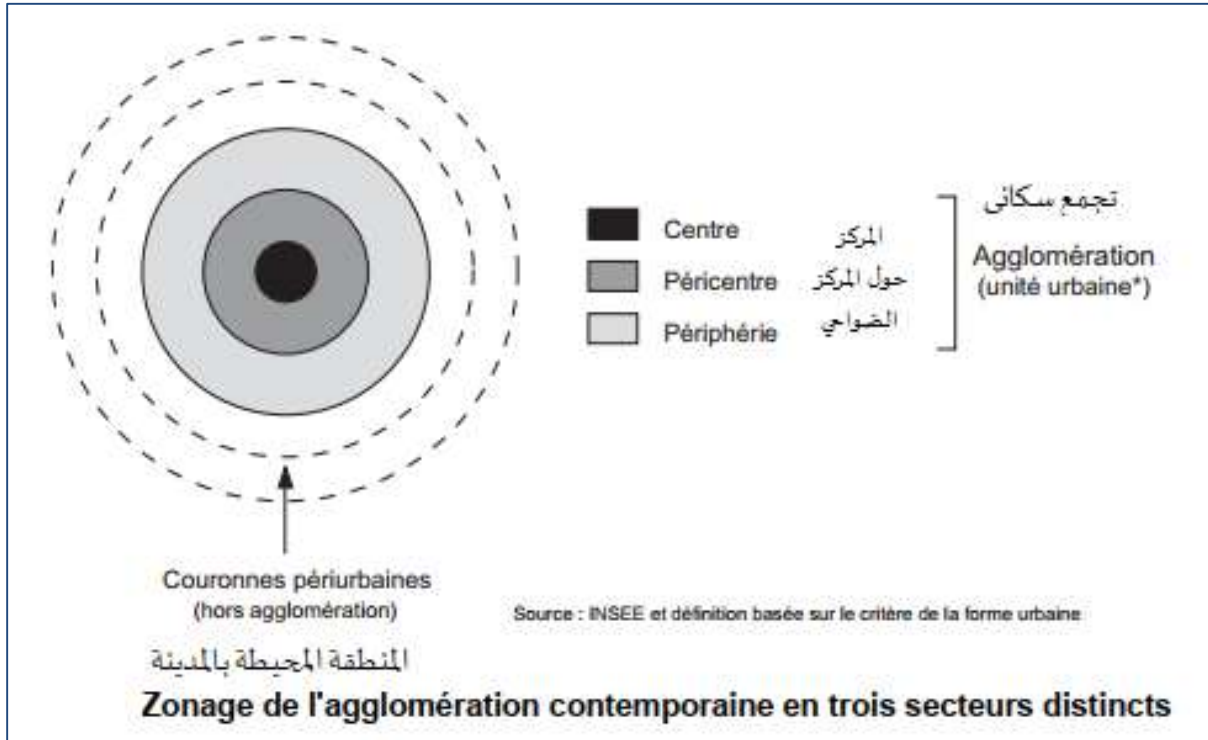 Centre
المركز
Péricentre
حول المركز
Périphérie
الضواحي
تجمع سكانى
Agglomération
(unité urbaine*)
Couronnes périurbaines
(hors agglomération)
Source : INSEE et définition basée sur le critère de la forme urbaine
المنطقة المحيطة بالمدينة
Zonage de l'agglomération contemporaine en trois secteurs distincts